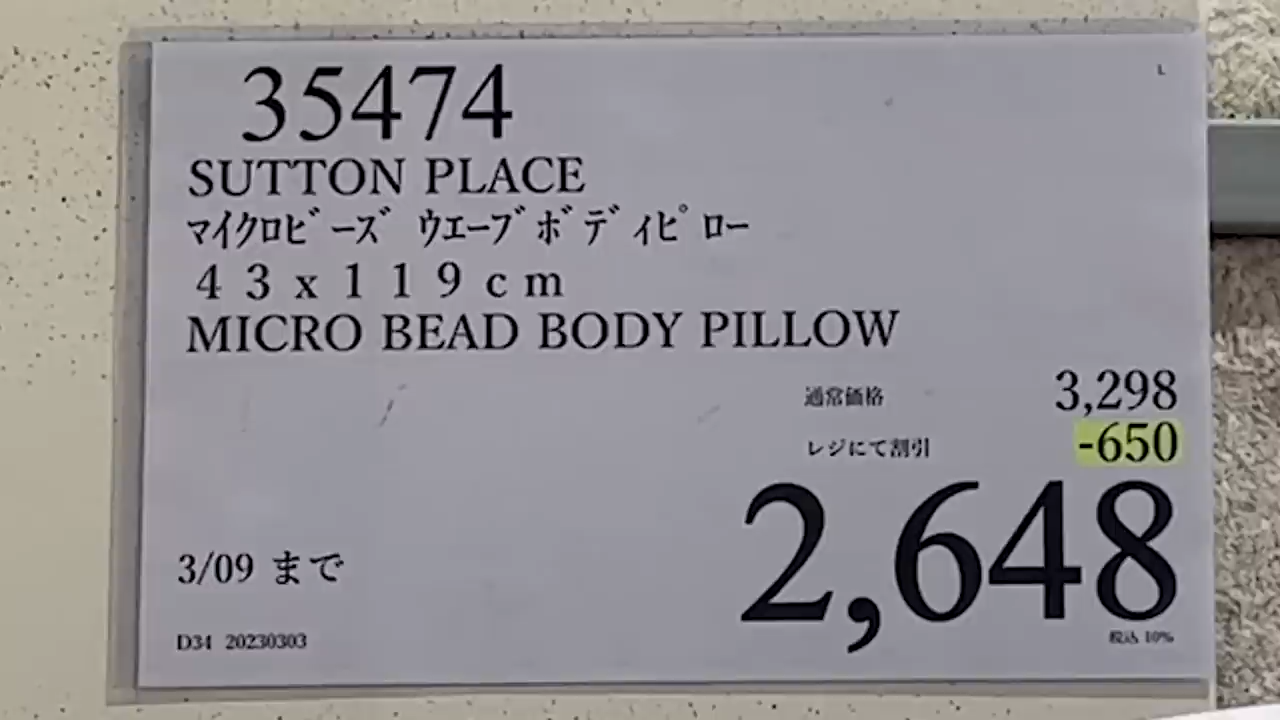 L
35474
SUTTON PLACE
ﾏｲｸﾛﾋﾞｰｽﾞ ｳｴｰﾌﾞﾎﾞﾃﾞｨﾋﾟﾛｰ
４３ｘ１１９ｃｍ
MICRO BEAD BODY PILLOW
通常価格 3,298
レジにて割引 -650
2,648
3/09 まで
税込 10%
D34 20230303